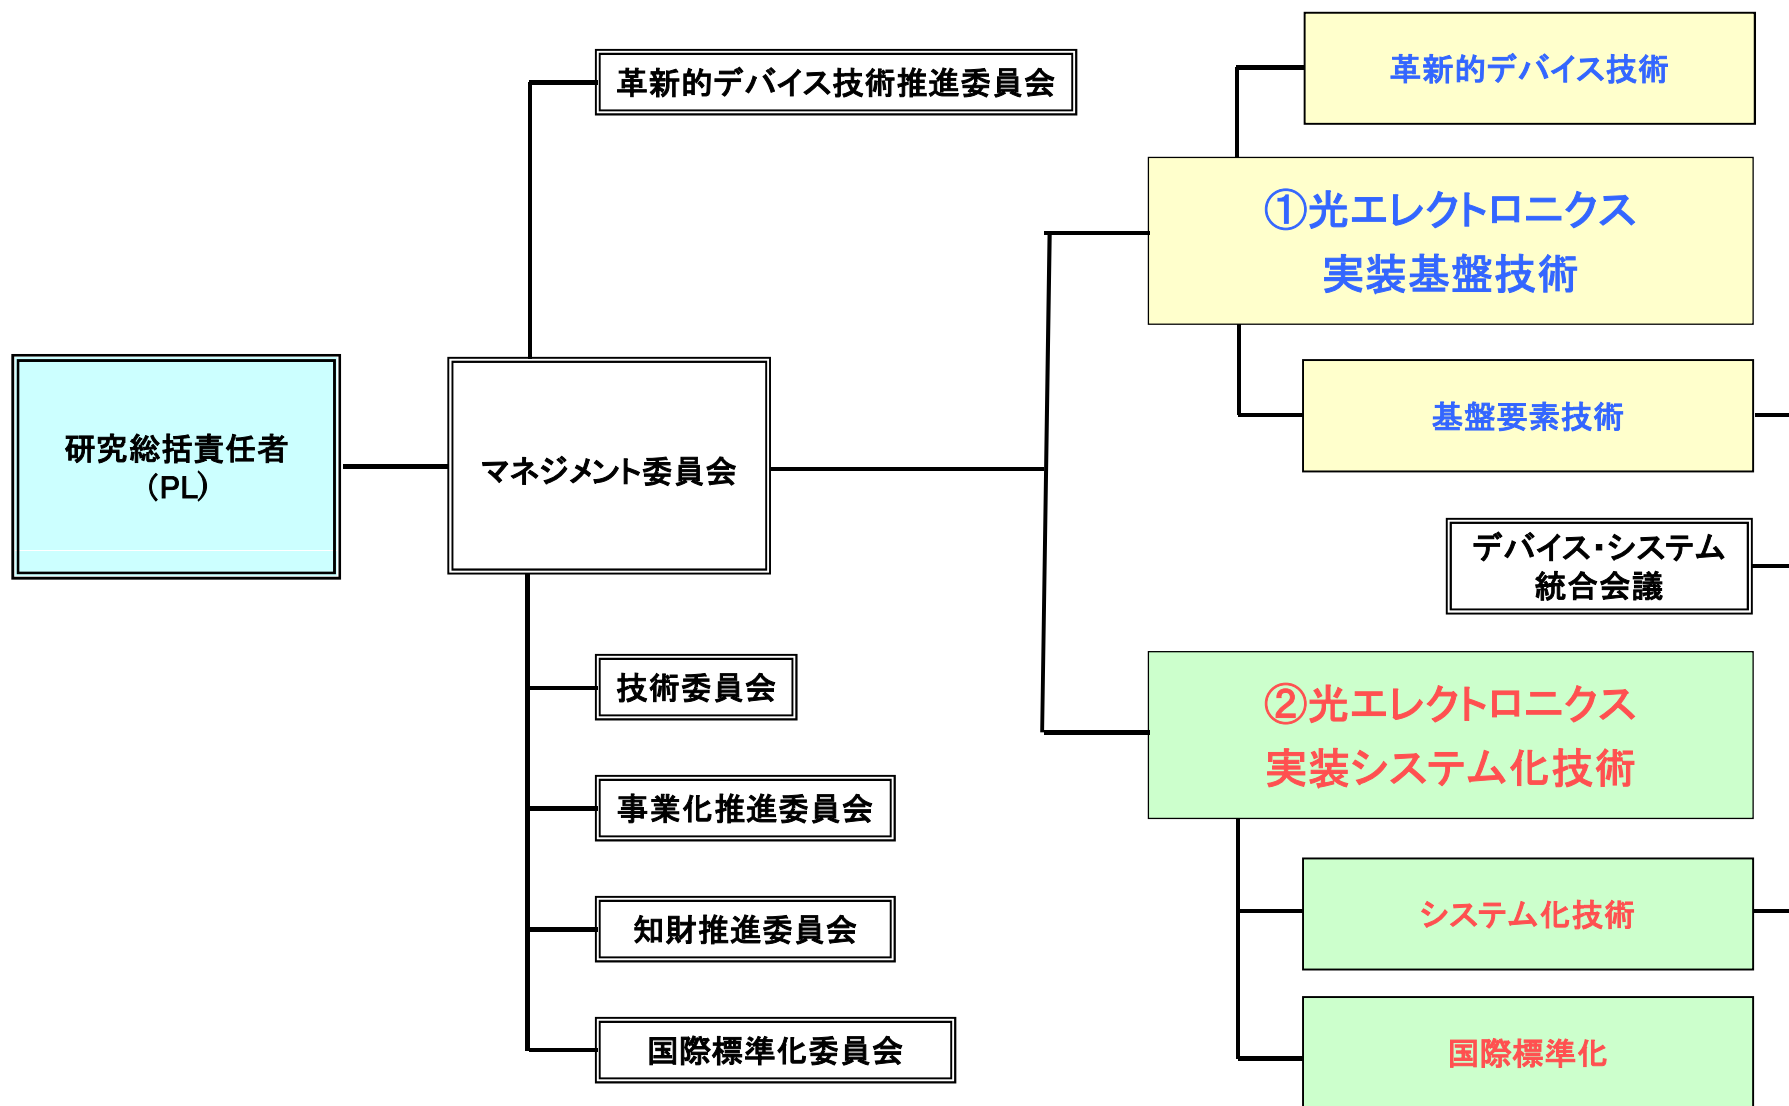 革新的デバイス技術推進委員会
革新的デバイス技術
①光エレクトロニクス
実装基盤技術
基盤要素技術
研究総括責任者
(PL)
マネジメント委員会
デバイス・システム
統合会議
技術委員会
②光エレクトロニクス
実装システム化技術
事業化推進委員会
システム化技術
知財推進委員会
国際標準化委員会
国際標準化